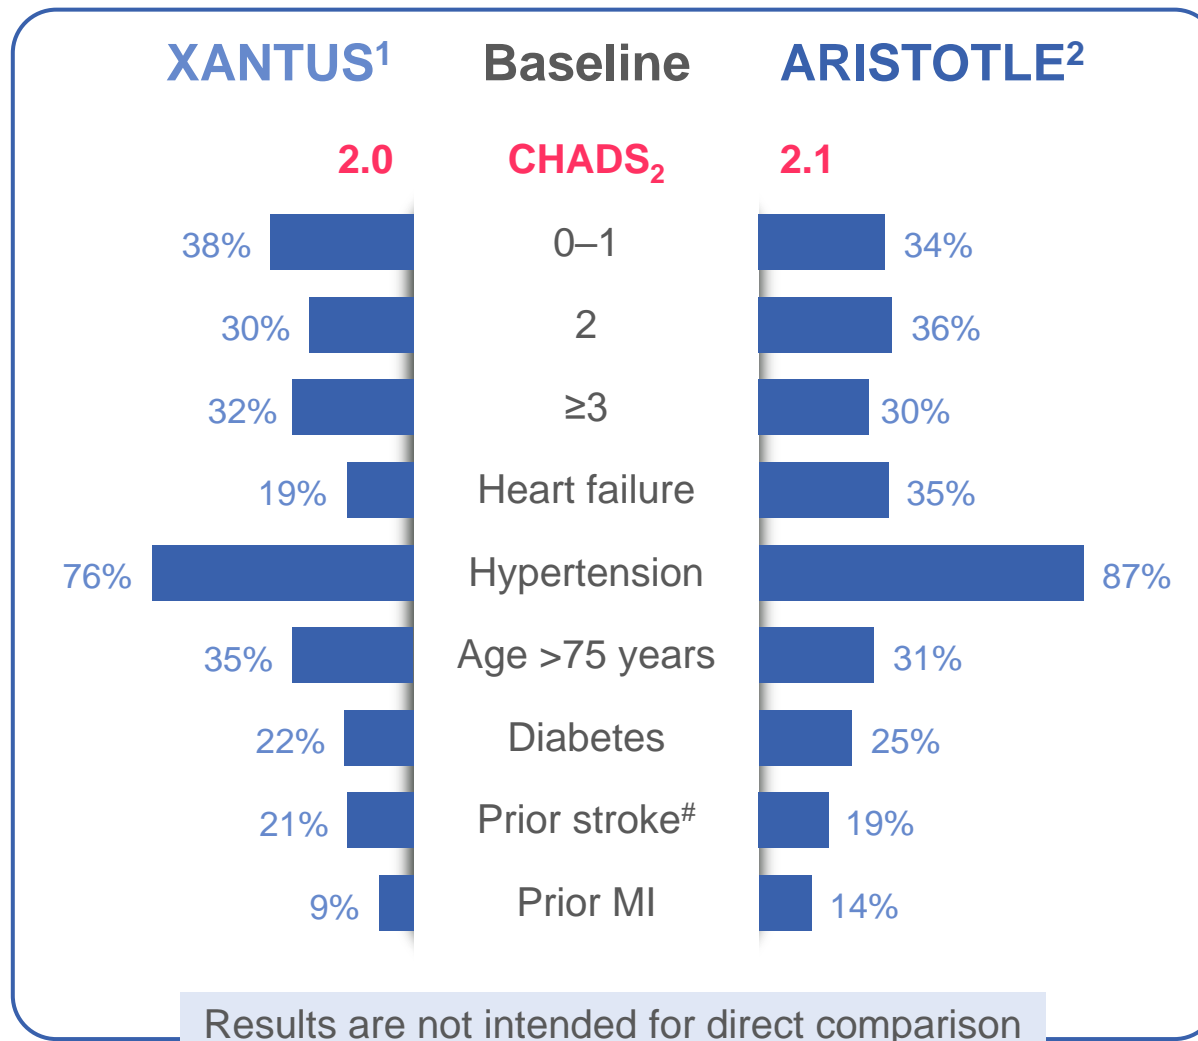 XANTUS¹ Baseline ARISTOTLE²
2.0 CHADS₂ 2.1
38% 0–1 34%
30% 2 36%
32% ≥3 30%
19% Heart failure 35%
76% Hypertension 87%
35% Age >75 years 31%
22% Diabetes 25%
21% Prior stroke# 19%
9% Prior MI 14%
Results are not intended for direct comparison